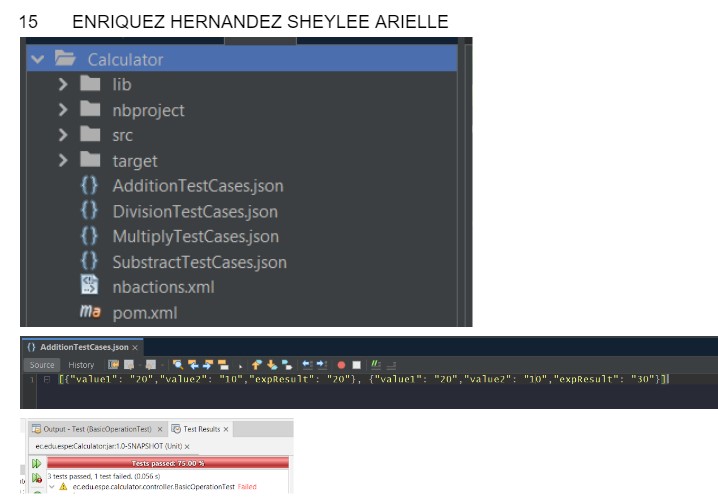 15 ENRIQUEZ HERNANDEZ SHEYLEE ARIELLE
Calculator
lib
nbproject
src
target
AdditionTestCases.json
DivisionTestCases.json
MultiplyTestCases.json
SubstractTestCases.json
nbactions.xml
pom.xml
AdditionTestCases.json ×
Source History
1 [{"value1": "20","value2": "10","expResult": "20"}, {"value1": "20","value2": "10","expResult": "30"}]
Output - Test (BasicOperationTest) × Test Results ×
ec.edu.espe:Calculator:jar:1.0-SNAPSHOT (Unit) ×
Tests passed: 75.00 %
3 tests passed, 1 test failed. (0.056 s)
ec.edu.espe.calculator.controller.BasicOperationTest Failed